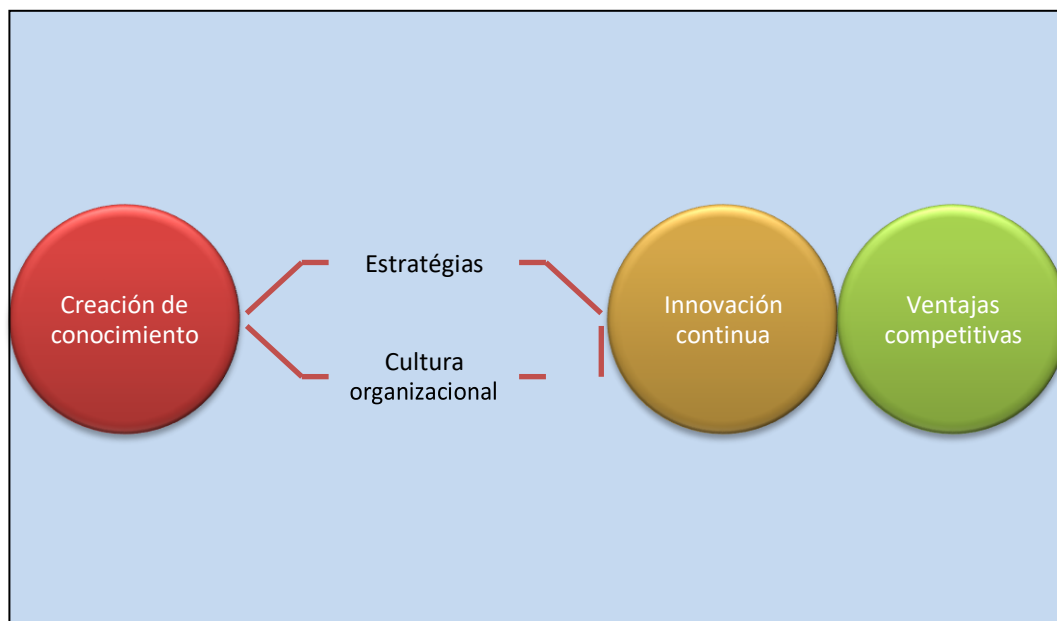 Creación de
conocimiento
Estratégias
Cultura
organizacional
Innovación
continua
Ventajas
competitivas